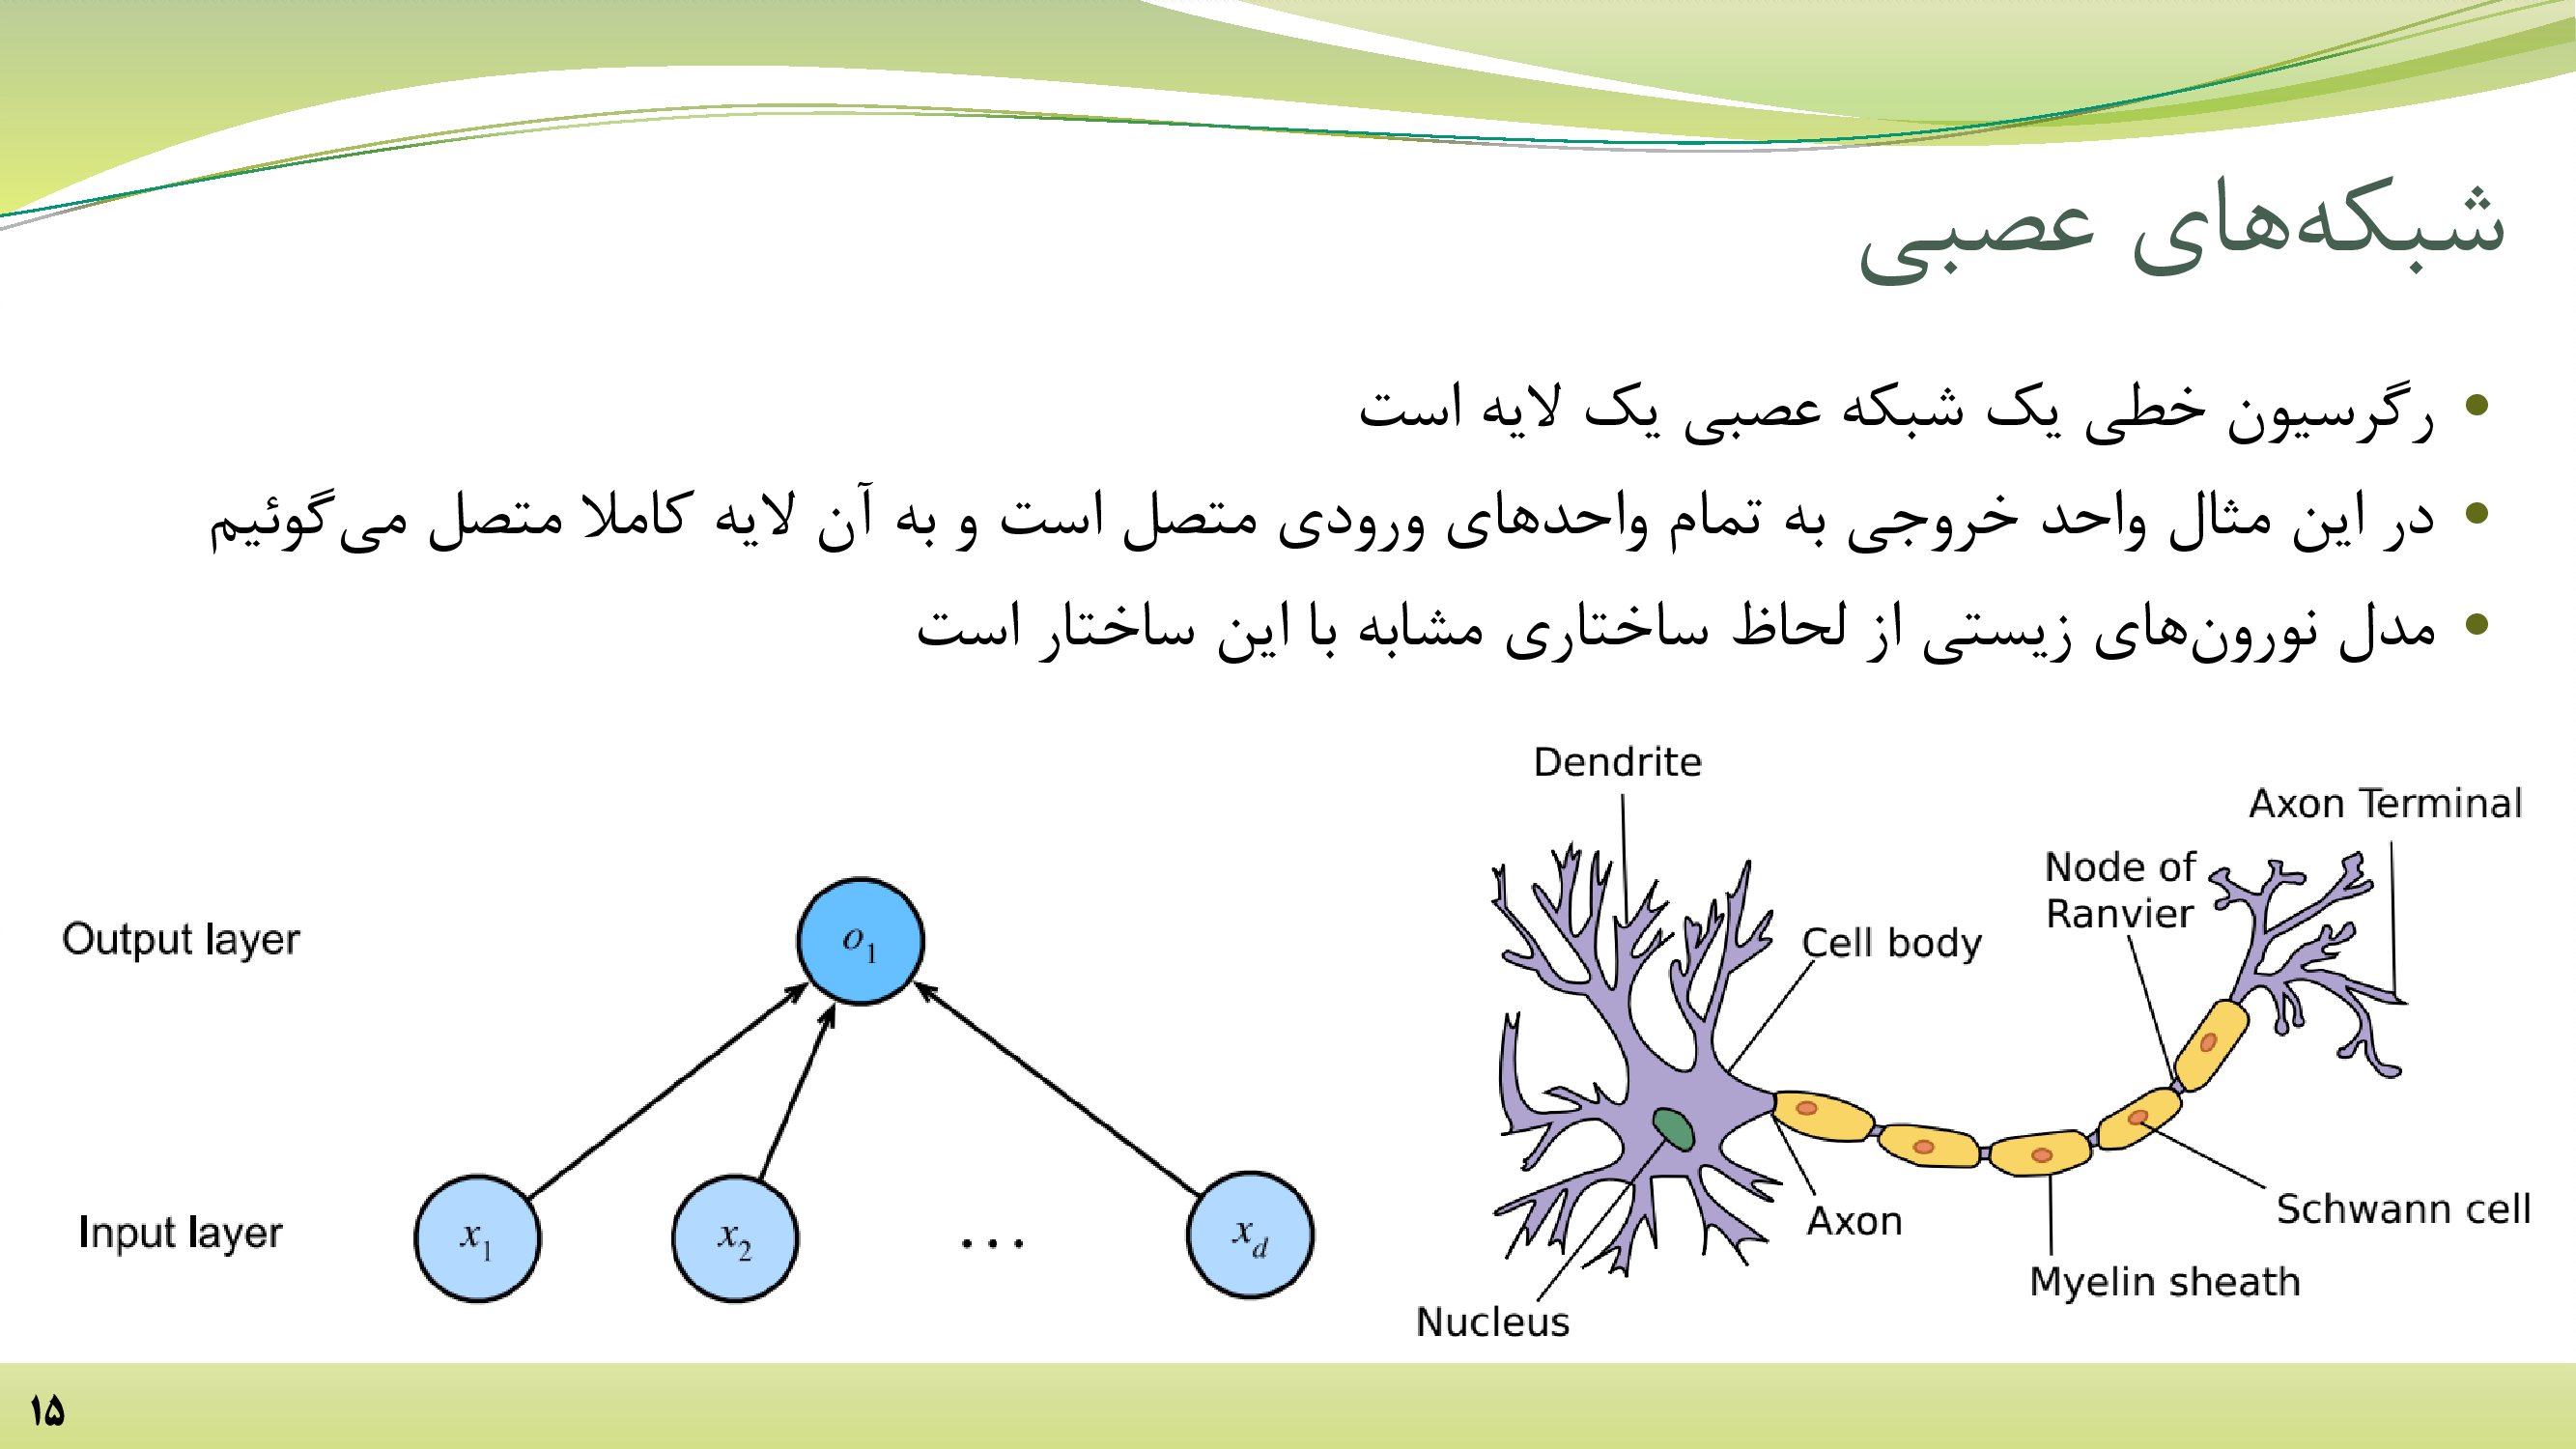 شبکه‌های عصبی
رگرسیون خطی یک شبکه عصبی یک لایه است
در این مثال واحد خروجی به تمام واحدهای ورودی متصل است و به آن لایه کاملا متصل می‌گوئیم
مدل نورون‌های زیستی از لحاظ ساختاری مشابه با این ساختار است
Output layer
o1
Input layer
x1
x2
...
xd
Dendrite
Axon Terminal
Node of
Ranvier
Cell body
Axon
Schwann cell
Myelin sheath
Nucleus
۱۵